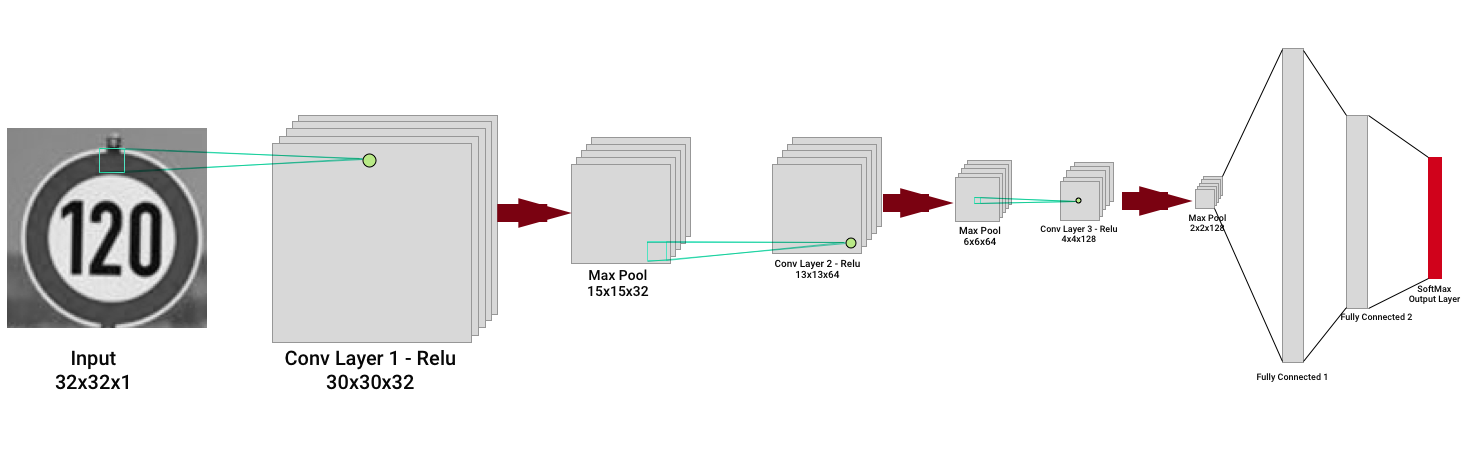 120
Input
32x32x1
Conv Layer 1 - Relu
30x30x32
Max Pool
15x15x32
Conv Layer 2 - Relu
13x13x64
Max Pool
6x6x64
Conv Layer 3 - Relu
4x4x128
Max Pool
2x2x128
Fully Connected 1
Fully Connected 2
SoftMax
Output Layer